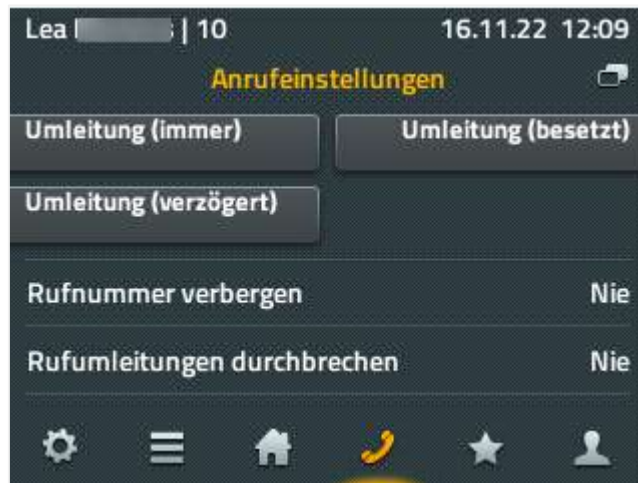 Lea | 10 16.11.22 12:09
Anrufeinstellungen
Umleitung (immer) Umleitung (besetzt)
Umleitung (verzögert)
Rufnummer verbergen Nie
Rufumleitungen durchbrechen Nie